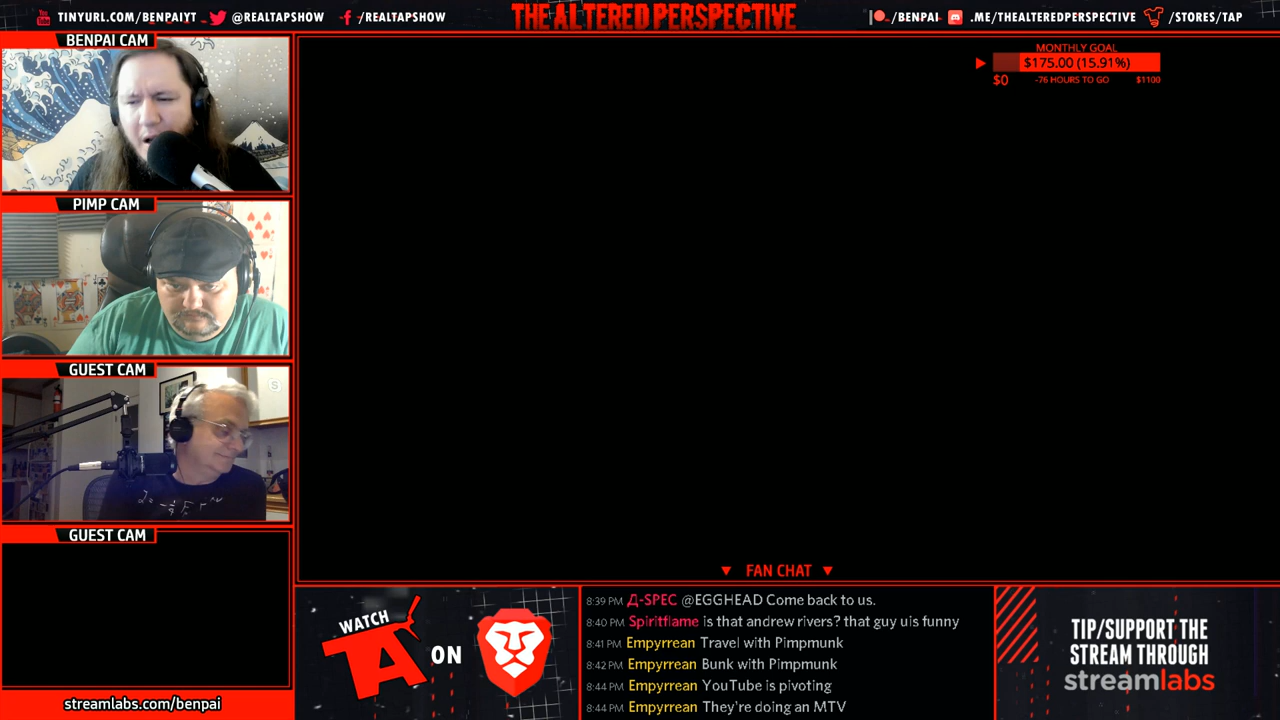 TINYURL.COM/BENPAIYT @REALTAPSHOW /REALTAPSHOW
THE ALTERED PERSPECTIVE
/BENPAI .ME/THEALTEREDPERSPECTIVE /STORES/TAP
BENPAI CAM
MONTHLY GOAL
$175.00 (15.91%)
$0 -76 HOURS TO GO $1100
PIMP CAM
GUEST CAM
S
GUEST CAM
streamlabs.com/benpai
FAN CHAT
WATCH
TA ON
8:39 PM Д-SPEC @EGGHEAD Come back to us.
8:40 PM Spiritflame is that andrew rivers? that guy uis funny
8:41 PM Empyrrean Travel with Pimpmunk
8:42 PM Empyrrean Bunk with Pimpmunk
8:44 PM Empyrrean YouTube is pivoting
8:44 PM Empyrrean They're doing an MTV
TIP/SUPPORT THE
STREAM THROUGH
streamlabs